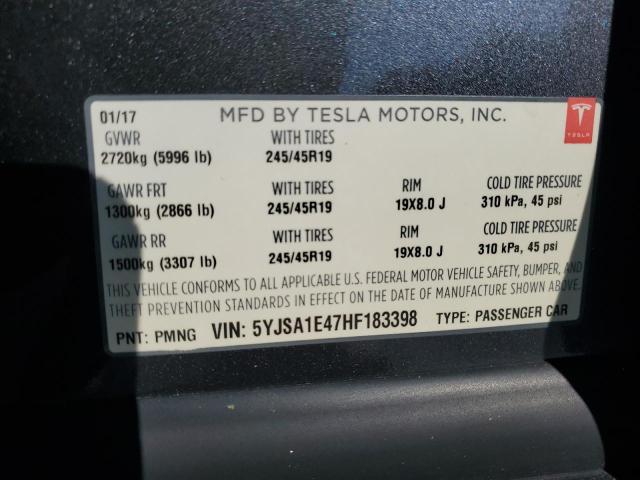 01/17 MFD BY TESLA MOTORS, INC.
TESLA
GVWR WITH TIRES
2720kg (5996 lb) 245/45R19
GAWR FRT WITH TIRES RIM COLD TIRE PRESSURE
1300kg (2866 lb) 245/45R19 19X8.0 J 310 kPa, 45 psi
GAWR RR WITH TIRES RIM COLD TIRE PRESSURE
1500kg (3307 lb) 245/45R19 19X8.0 J 310 kPa, 45 psi
THIS VEHICLE CONFORMS TO ALL APPLICABLE U.S. FEDERAL MOTOR VEHICLE SAFETY, BUMPER, AND
THEFT PREVENTION STANDARDS IN EFFECT ON THE DATE OF MANUFACTURE SHOWN ABOVE.
PNT: PMNG VIN: 5YJSA1E47HF183398 TYPE: PASSENGER CAR